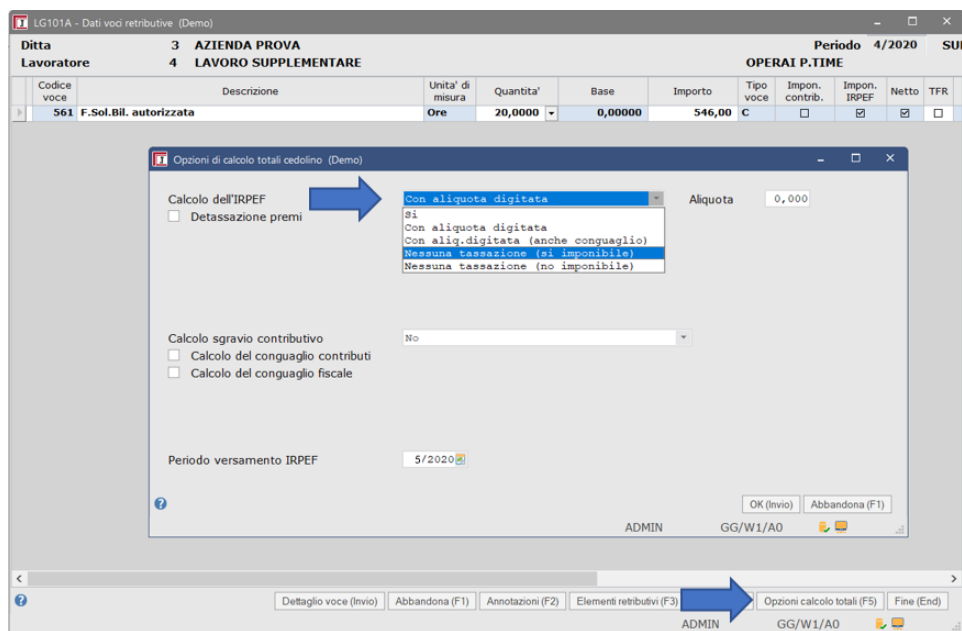 LG101A - Dati voci retributive (Demo)
Ditta 3 AZIENDA PROVA Periodo 4/2020 SUI
Lavoratore 4 LAVORO SUPPLEMENTARE OPERAI P.TIME
Codice voce Descrizione Unita' di misura Quantita' Base Importo Tipo voce Impon. contrib. Impon. IRPEF Netto TFR
561 F.Sol.Bil. autorizzata Ore 20,0000 0,00000 546,00 C
Opzioni di calcolo totali cedolino (Demo)
Calcolo dell'IRPEF Con aliquota digitata Aliquota 0,000
Detassazione premi
Si
Con aliquota digitata
Con aliq.digitata (anche conguaglio)
Nessuna tassazione (si imponibile)
Nessuna tassazione (no imponibile)
Calcolo sgravio contributivo No
Calcolo del conguaglio contributi
Calcolo del conguaglio fiscale
Periodo versamento IRPEF 5/2020
OK (Invio) Abbandona (F1)
ADMIN GG/W1/A0
Dettaglio voce (Invio) Abbandona (F1) Annotazioni (F2) Elementi retributivi (F3) Opzioni calcolo totali (F5) Fine (End)
ADMIN GG/W1/A0